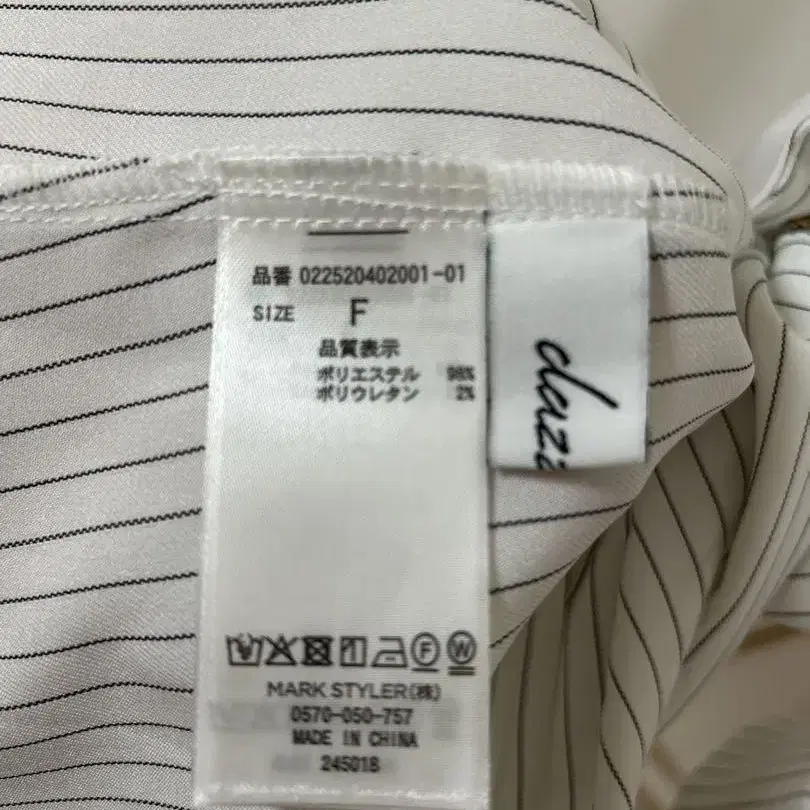 品番 022520402001-01
SIZE F
品質表示
ポリエステル 98%
ポリウレタン 2%
dazz
F W
MARK STYLER(株)
0570-050-757
MADE IN CHINA
245018